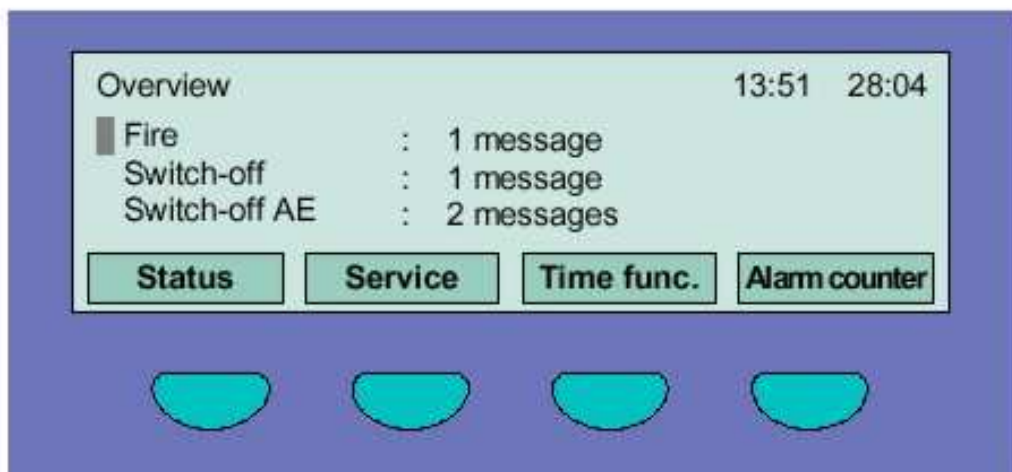 Overview 13:51 28:04
Fire : 1 message
Switch-off : 1 message
Switch-off AE : 2 messages
Status Service Time func. Alarm counter